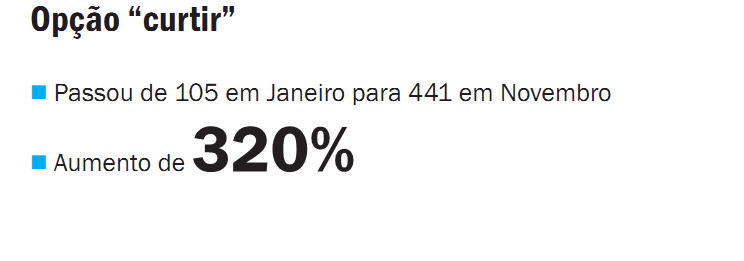 Opção “curtir”
Passou de 105 em Janeiro para 441 em Novembro
Aumento de 320%